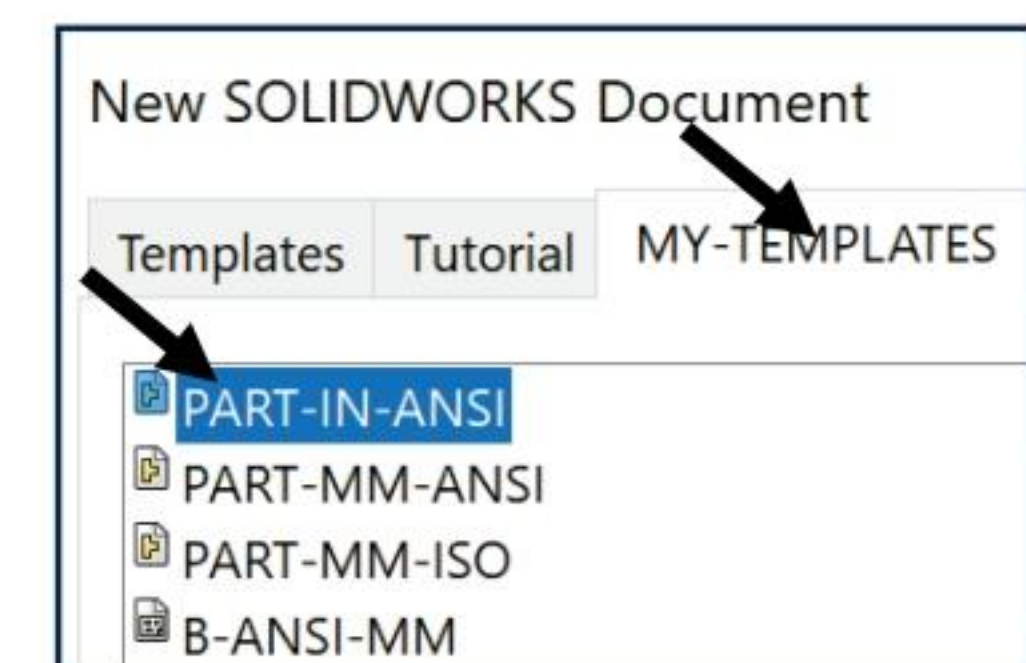 New SOLIDWORKS Document
Templates Tutorial MY-TEMPLATES
PART-IN-ANSI
PART-MM-ANSI
PART-MM-ISO
B-ANSI-MM